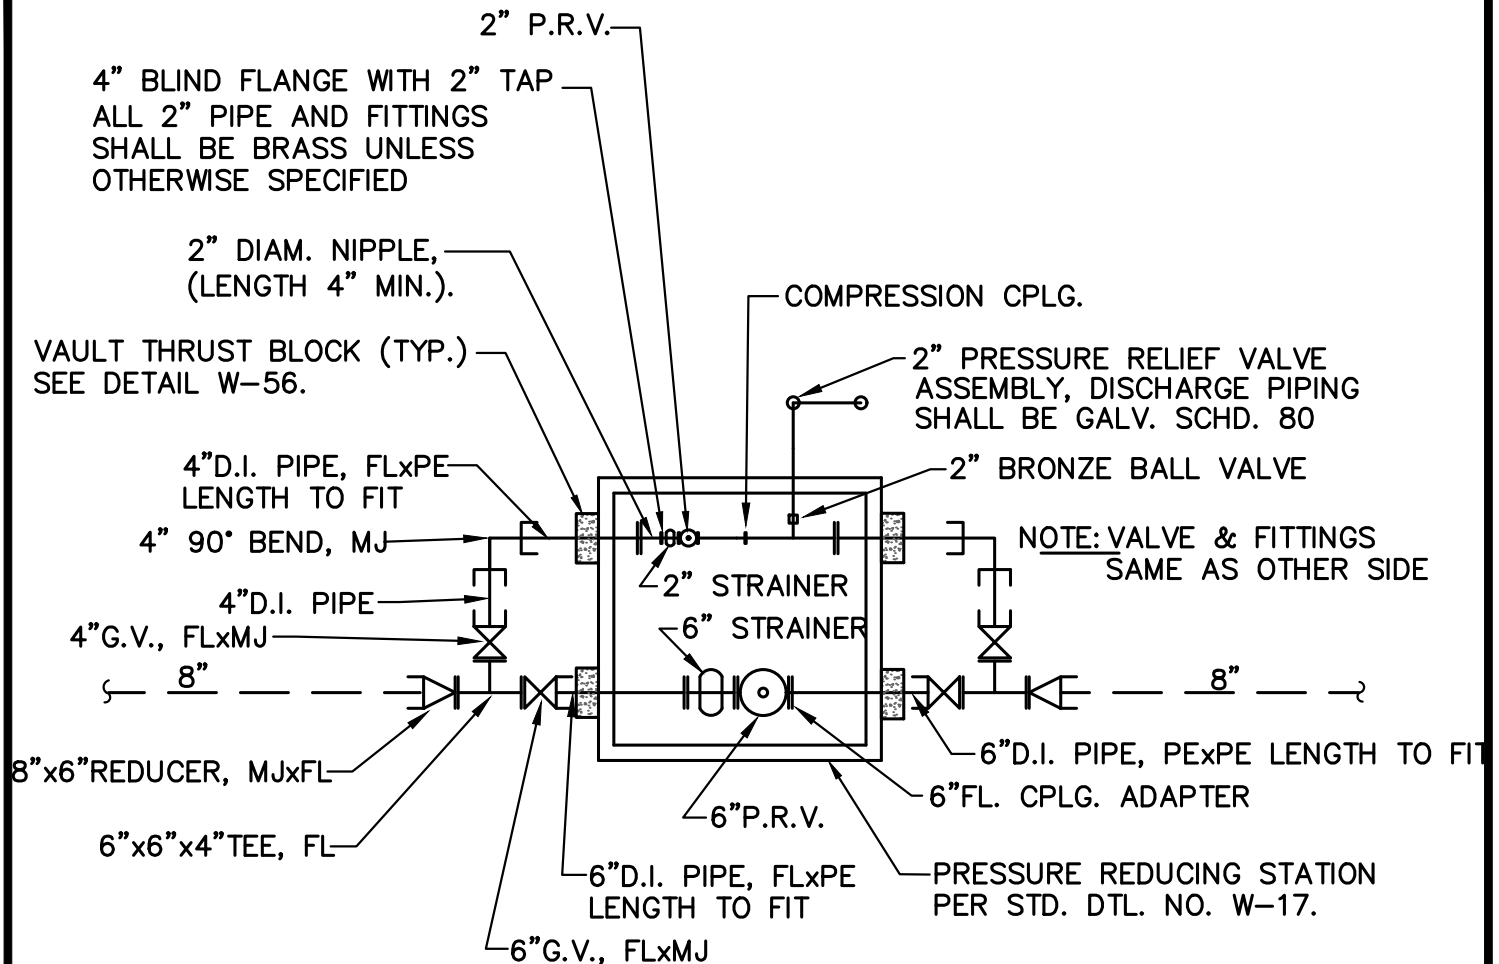 2” P.R.V.
4” BLIND FLANGE WITH 2” TAP
ALL 2” PIPE AND FITTINGS
SHALL BE BRASS UNLESS
OTHERWISE SPECIFIED
2” DIAM. NIPPLE,
(LENGTH 4” MIN.).
COMPRESSION CPLG.
VAULT THRUST BLOCK (TYP.)
SEE DETAIL W–56.
2” PRESSURE RELIEF VALVE
ASSEMBLY, DISCHARGE PIPING
SHALL BE GALV. SCHD. 80
4”D.I. PIPE, FLxPE
LENGTH TO FIT
2” BRONZE BALL VALVE
4” 90° BEND, MJ
NOTE: VALVE & FITTINGS
SAME AS OTHER SIDE
2” STRAINER
4”D.I. PIPE
6” STRAINER
4”G.V., FLxMJ
8”
8”
8”x6”REDUCER, MJxFL
6”D.I. PIPE, PExPE LENGTH TO FIT
6”FL. CPLG. ADAPTER
6”P.R.V.
6”x6”x4”TEE, FL
6”D.I. PIPE, FLxPE
LENGTH TO FIT
PRESSURE REDUCING STATION
PER STD. DTL. NO. W–17.
6”G.V., FLxMJ